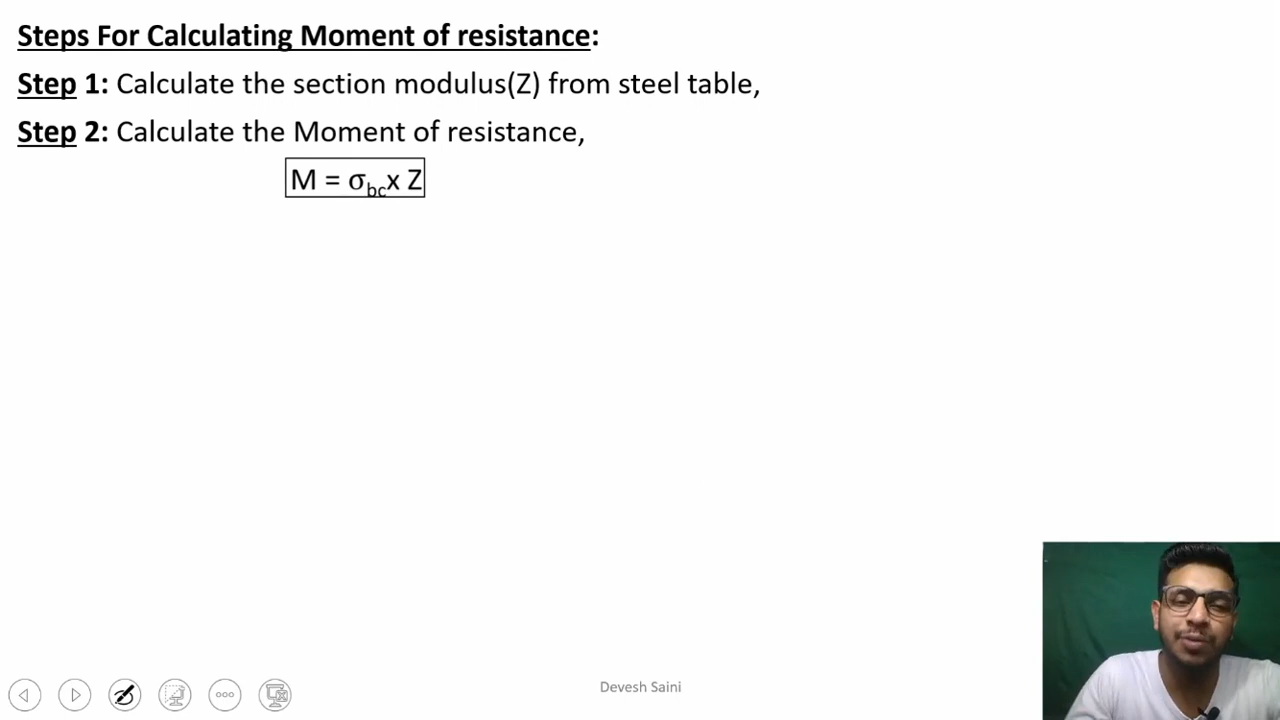 Steps For Calculating Moment of resistance:
Step 1: Calculate the section modulus(Z) from steel table,
Step 2: Calculate the Moment of resistance,
M = σbcx Z
Devesh Saini